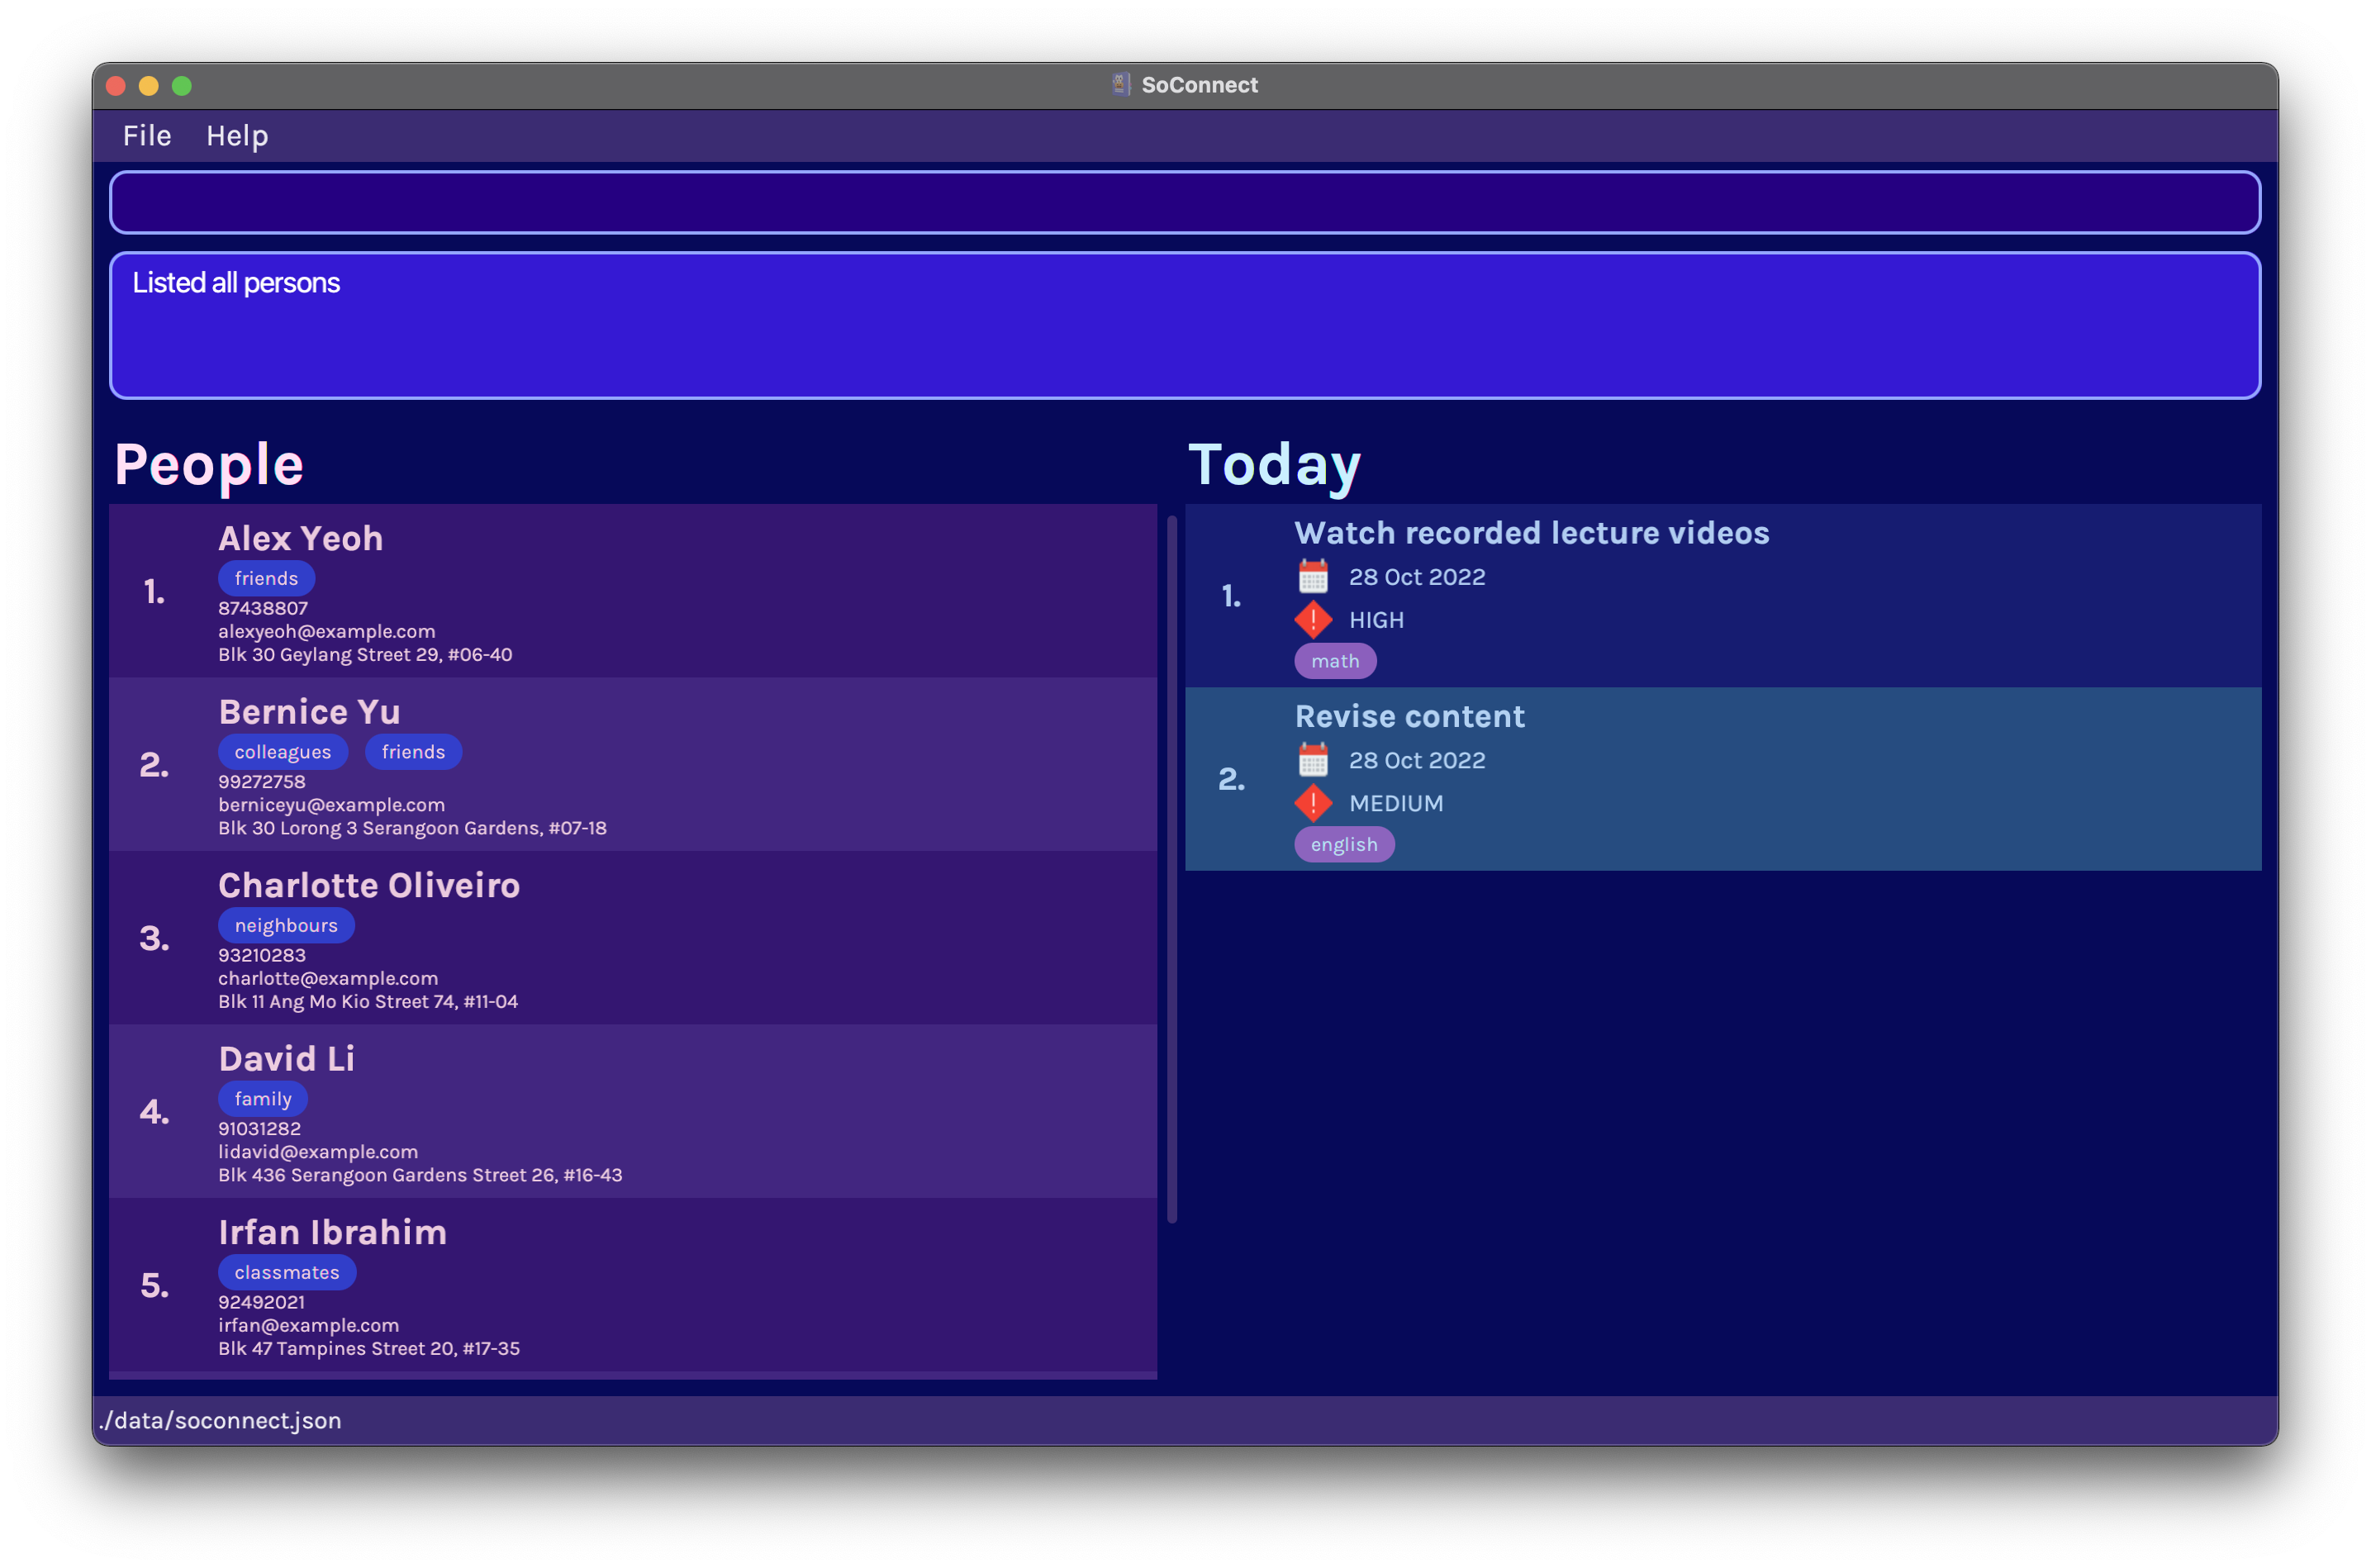 SoConnect
File Help
Listed all persons
People
1.
Alex Yeoh
friends
87438807
alexyeoh@example.com
Blk 30 Geylang Street 29, #06-40
2.
Bernice Yu
colleagues friends
99272758
berniceyu@example.com
Blk 30 Lorong 3 Serangoon Gardens, #07-18
3.
Charlotte Oliveiro
neighbours
93210283
charlotte@example.com
Blk 11 Ang Mo Kio Street 74, #11-04
4.
David Li
family
91031282
lidavid@example.com
Blk 436 Serangoon Gardens Street 26, #16-43
5.
Irfan Ibrahim
classmates
92492021
irfan@example.com
Blk 47 Tampines Street 20, #17-35
Today
1.
Watch recorded lecture videos
28 Oct 2022
HIGH
math
2.
Revise content
28 Oct 2022
MEDIUM
english
./data/soconnect.json